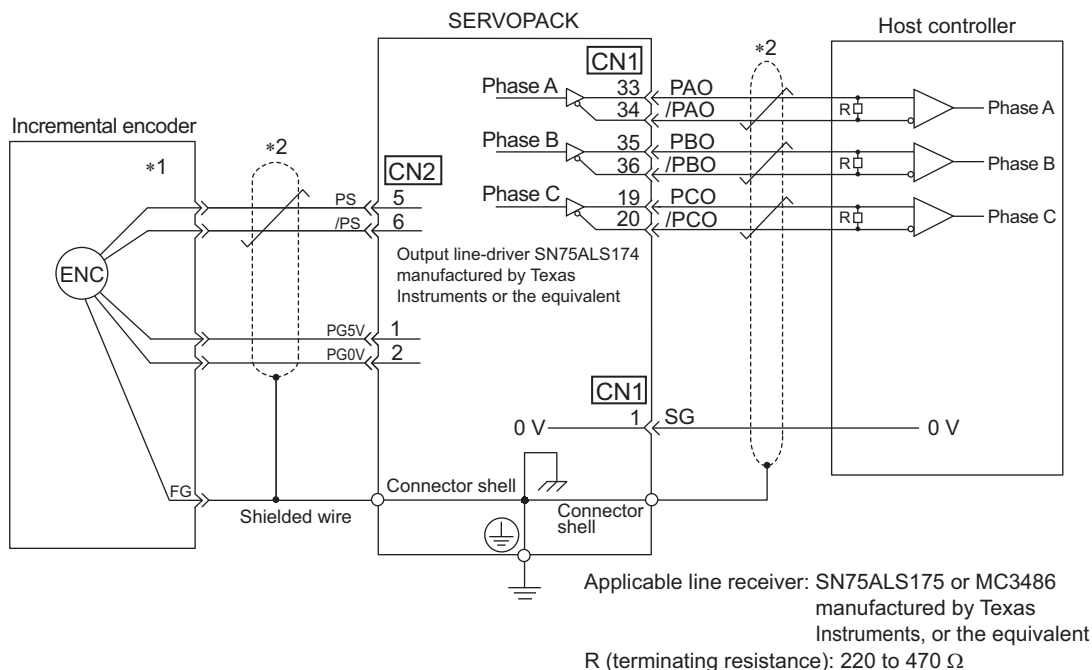 SERVOPACK
Host controller
Incremental encoder
*1
*2
CN2
PS
5
/PS
6
ENC
PG5V
1
PG0V
2
FG
Shielded wire
CN1
Phase A
33
PAO
34
/PAO
Phase B
35
PBO
36
/PBO
Phase C
19
PCO
20
/PCO
Output line-driver SN75ALS174
manufactured by Texas
Instruments or the equivalent
*2
R
Phase A
R
Phase B
R
Phase C
CN1
0 V
1
SG
0 V
Connector shell
Connector
shell
Applicable line receiver: SN75ALS175 or MC3486
manufactured by Texas
Instruments, or the equivalent
R (terminating resistance): 220 to 470 Ω